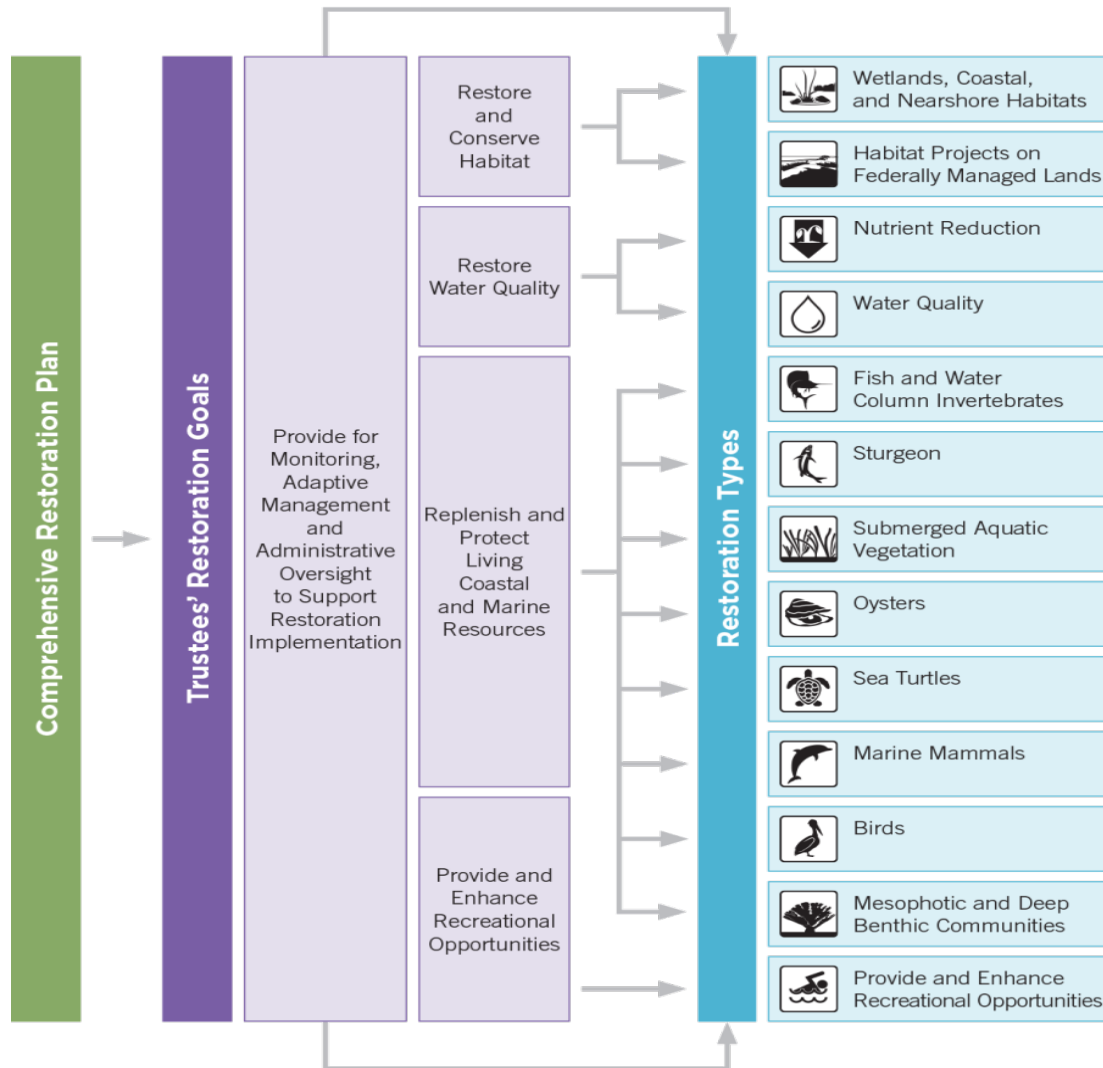 Comprehensive Restoration Plan
Trustees’ Restoration Goals
Provide for
Monitoring,
Adaptive
Management
and
Administrative
Oversight
to Support
Restoration
Implementation
Restore
and
Conserve
Habitat
Restore
Water Quality
Replenish and
Protect
Living
Coastal
and Marine
Resources
Provide and
Enhance
Recreational
Opportunities
Restoration Types
Wetlands, Coastal,
and Nearshore Habitats
Habitat Projects on
Federally Managed Lands
Nutrient Reduction
Water Quality
Fish and Water
Column Invertebrates
Sturgeon
Submerged Aquatic
Vegetation
Oysters
Sea Turtles
Marine Mammals
Birds
Mesophotic and Deep
Benthic Communities
Provide and Enhance
Recreational Opportunities